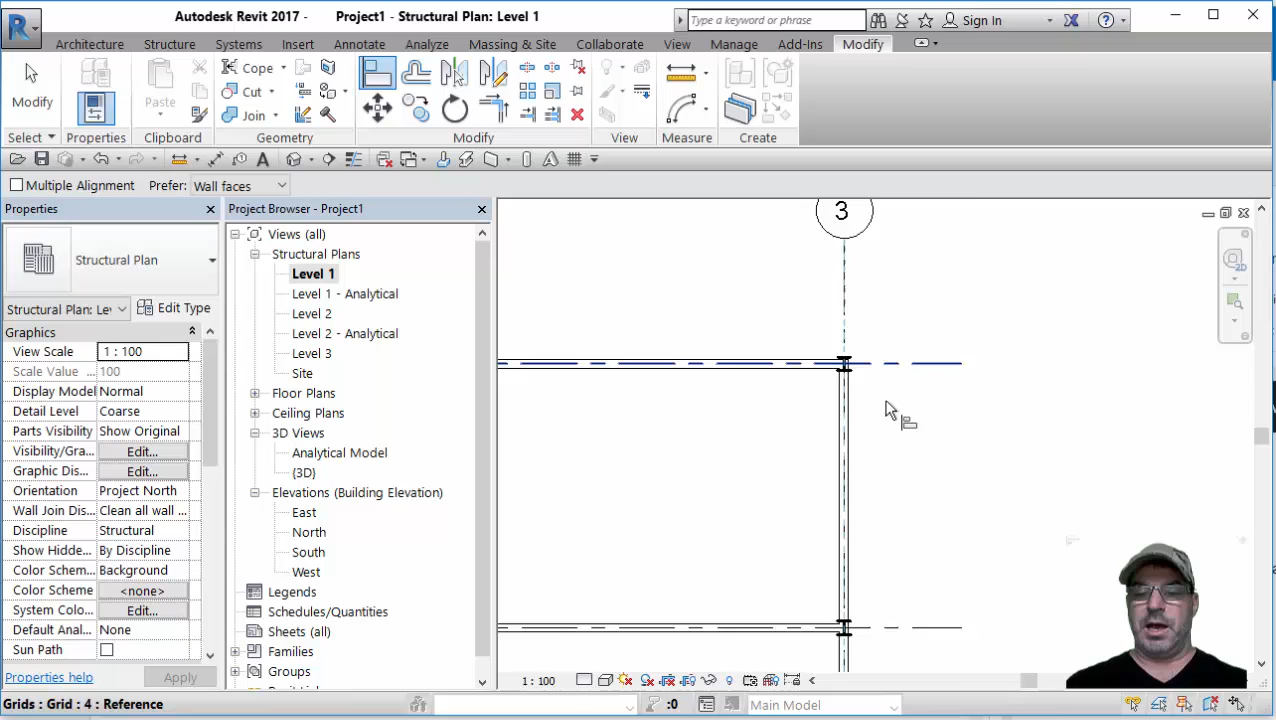 Autodesk Revit 2017 - Project1 - Structural Plan: Level 1
Type a keyword or phrase
Sign In
Architecture Structure Systems Insert Annotate Analyze Massing & Site Collaborate View Manage Add-Ins Modify
Modify
Paste
Cope
Cut
Join
Select Properties Clipboard Geometry Modify View Measure Create
Multiple Alignment Prefer: Wall faces
Properties
Structural Plan
Structural Plan: Le
Edit Type
Graphics
View Scale 1 : 100
Scale Value ... 100
Display Model Normal
Detail Level Coarse
Parts Visibility Show Original
Visibility/Gra... Edit...
Graphic Dis... Edit...
Orientation Project North
Wall Join Dis... Clean all wall ...
Discipline Structural
Show Hidde... By Discipline
Color Schem... Background
Color Scheme <none>
System Colo... Edit...
Default Anal... None
Sun Path
Properties help
Apply
Project Browser - Project1
Views (all)
Structural Plans
Level 1
Level 1 - Analytical
Level 2
Level 2 - Analytical
Level 3
Site
Floor Plans
Ceiling Plans
3D Views
Analytical Model
{3D}
Elevations (Building Elevation)
East
North
South
West
Legends
Schedules/Quantities
Sheets (all)
Families
Groups
3
2D
1 : 100
Grids : Grid : 4 : Reference
:0
Main Model